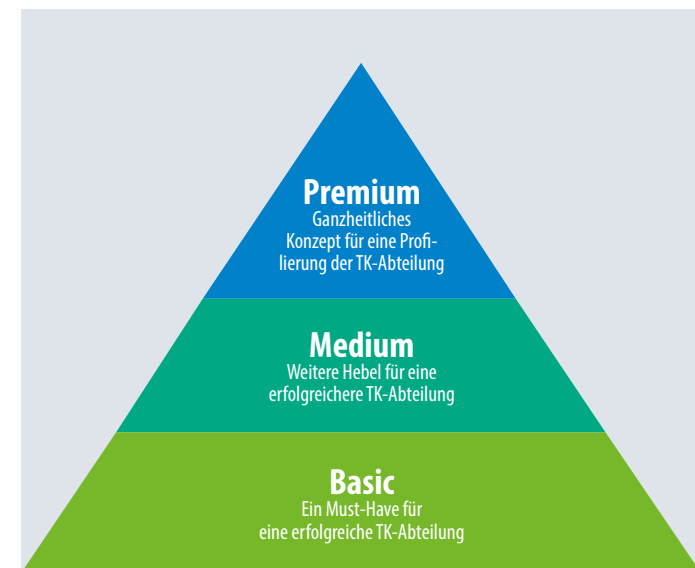 Premium
Ganzheitliches
Konzept für eine Profi-
lierung der TK-Abteilung
Medium
Weitere Hebel für eine
erfolgreichere TK-Abteilung
Basic
Ein Must-Have für
eine erfolgreiche TK-Abteilung